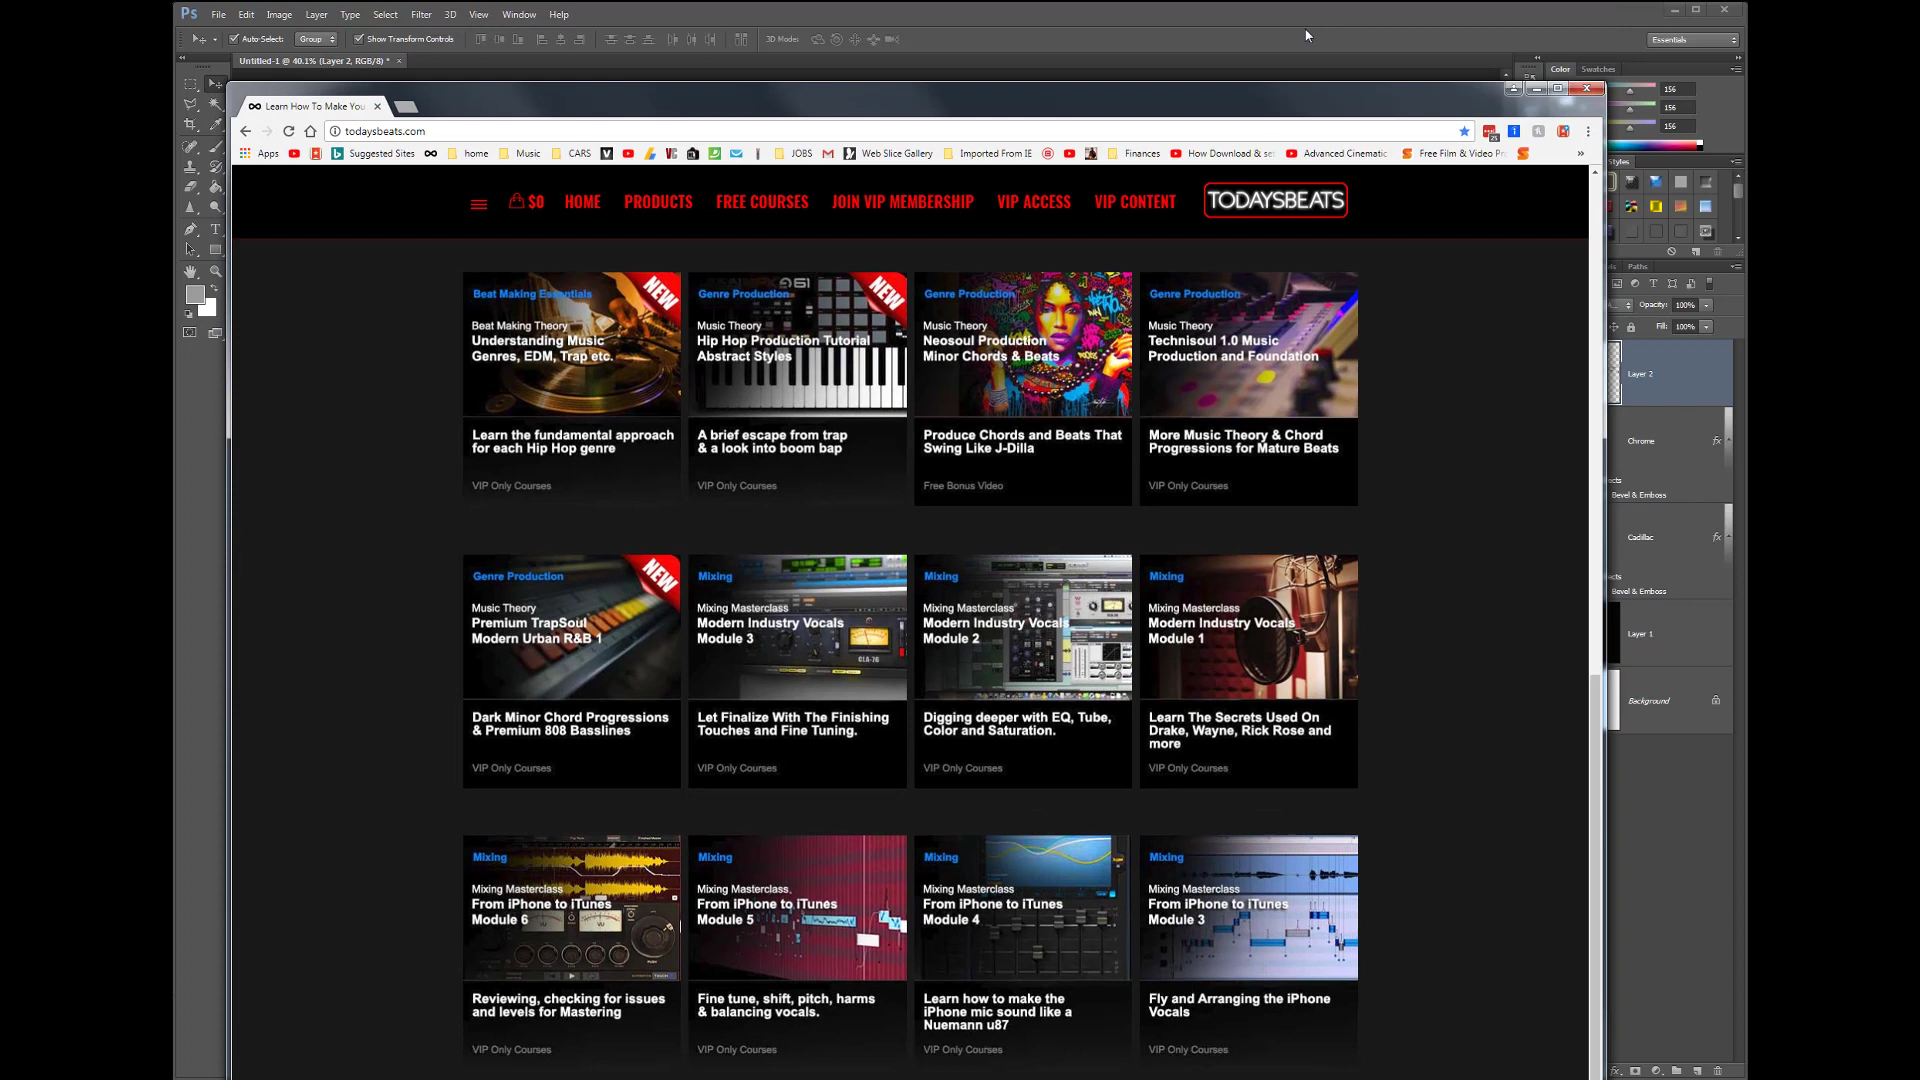 Ps File Edit Image Layer Type Select Filter 3D View Window Help
Auto-Select: Group Show Transform Controls 3D Modes Essentials
Untitled-1 @ 40.1% (Layer 2, RGB/8) *
Color Swatches
156
156
156
Learn How To Make You
todaysbeats.com
Apps Suggested Sites home Music CARS JOBS Web Slice Gallery Imported From IE Finances How Download & se Advanced Cinematic Free Film & Video Pr
Styles
$0 HOME PRODUCTS FREE COURSES JOIN VIP MEMBERSHIP VIP ACCESS VIP CONTENT TODAYSBEATS
Paths
Opacity: 100%
Fill: 100%
Layer 2
Chrome
Bevel & Emboss
Cadillac
Bevel & Emboss
Layer 1
Background
Beat Making Essentials
NEW
Beat Making Theory
Understanding Music
Genres, EDM, Trap etc.
Learn the fundamental approach
for each Hip Hop genre
VIP Only Courses
Genre Production
NEW
Music Theory
Hip Hop Production Tutorial
Abstract Styles
A brief escape from trap
& a look into boom bap
VIP Only Courses
Genre Production
Music Theory
Neosoul Production
Minor Chords & Beats
Produce Chords and Beats That
Swing Like J-Dilla
Free Bonus Video
Genre Production
Music Theory
Technisoul 1.0 Music
Production and Foundation
More Music Theory & Chord
Progressions for Mature Beats
VIP Only Courses
Genre Production
NEW
Music Theory
Premium TrapSoul
Modern Urban R&B 1
Dark Minor Chord Progressions
& Premium 808 Basslines
VIP Only Courses
Mixing
Mixing Masterclass
Modern Industry Vocals
Module 3
CLA-76
Let Finalize With The Finishing
Touches and Fine Tuning.
VIP Only Courses
Mixing
Mixing Masterclass
Modern Industry Vocals
Module 2
Digging deeper with EQ, Tube,
Color and Saturation.
VIP Only Courses
Mixing
Mixing Masterclass
Modern Industry Vocals
Module 1
Learn The Secrets Used On
Drake, Wayne, Rick Rose and
more
VIP Only Courses
Mixing
Mixing Masterclass
From iPhone to iTunes
Module 6
Reviewing, checking for issues
and levels for Mastering
VIP Only Courses
Mixing
Mixing Masterclass
From iPhone to iTunes
Module 5
Fine tune, shift, pitch, harms
& balancing vocals.
VIP Only Courses
Mixing
Mixing Masterclass
From iPhone to iTunes
Module 4
Learn how to make the
iPhone mic sound like a
Nuemann u87
VIP Only Courses
Mixing
Mixing Masterclass
From iPhone to iTunes
Module 3
Fly and Arranging the iPhone
Vocals
VIP Only Courses